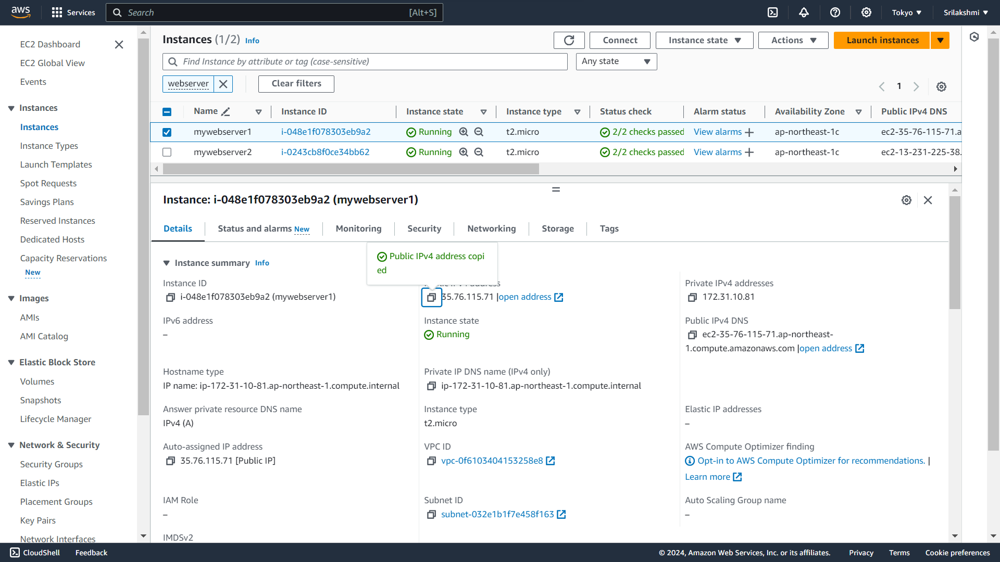 aws
Services
Search
[Alt+S]
Tokyo
Srilakshmi
EC2 Dashboard
EC2 Global View
Events
Instances
Instances
Instance Types
Launch Templates
Spot Requests
Savings Plans
Reserved Instances
Dedicated Hosts
Capacity Reservations
New
Images
AMIs
AMI Catalog
Elastic Block Store
Volumes
Snapshots
Lifecycle Manager
Network & Security
Security Groups
Elastic IPs
Placement Groups
Key Pairs
Network Interfaces
Instances (1/2) Info
Connect
Instance state
Actions
Launch instances
Find Instance by attribute or tag (case-sensitive)
Any state
webserver
Clear filters
1
Name Instance ID Instance state Instance type Status check Alarm status Availability Zone Public IPv4 DNS
mywebserver1 i-048e1f078303eb9a2 Running t2.micro 2/2 checks passed View alarms ap-northeast-1c ec2-35-76-115-71.a
mywebserver2 i-0243cb8f0ce34bb62 Running t2.micro 2/2 checks passed View alarms ap-northeast-1c ec2-13-231-225-38.
Instance: i-048e1f078303eb9a2 (mywebserver1)
Details Status and alarms New Monitoring Security Networking Storage Tags
Public IPv4 address copi
ed
Instance summary Info
Instance ID
i-048e1f078303eb9a2 (mywebserver1)
Public IPv4 address
35.76.115.71 |open address
Private IPv4 addresses
172.31.10.81
IPv6 address
–
Instance state
Running
Public IPv4 DNS
ec2-35-76-115-71.ap-northeast-
1.compute.amazonaws.com |open address
Hostname type
IP name: ip-172-31-10-81.ap-northeast-1.compute.internal
Private IP DNS name (IPv4 only)
ip-172-31-10-81.ap-northeast-1.compute.internal
Answer private resource DNS name
IPv4 (A)
Instance type
t2.micro
Elastic IP addresses
–
Auto-assigned IP address
35.76.115.71 [Public IP]
VPC ID
vpc-0f6103404153258e8
AWS Compute Optimizer finding
Opt-in to AWS Compute Optimizer for recommendations. |
Learn more
IAM Role
–
Subnet ID
subnet-032e1b1f7e458f163
Auto Scaling Group name
–
IMDSv2
CloudShell
Feedback
© 2024, Amazon Web Services, Inc. or its affiliates.
Privacy
Terms
Cookie preferences